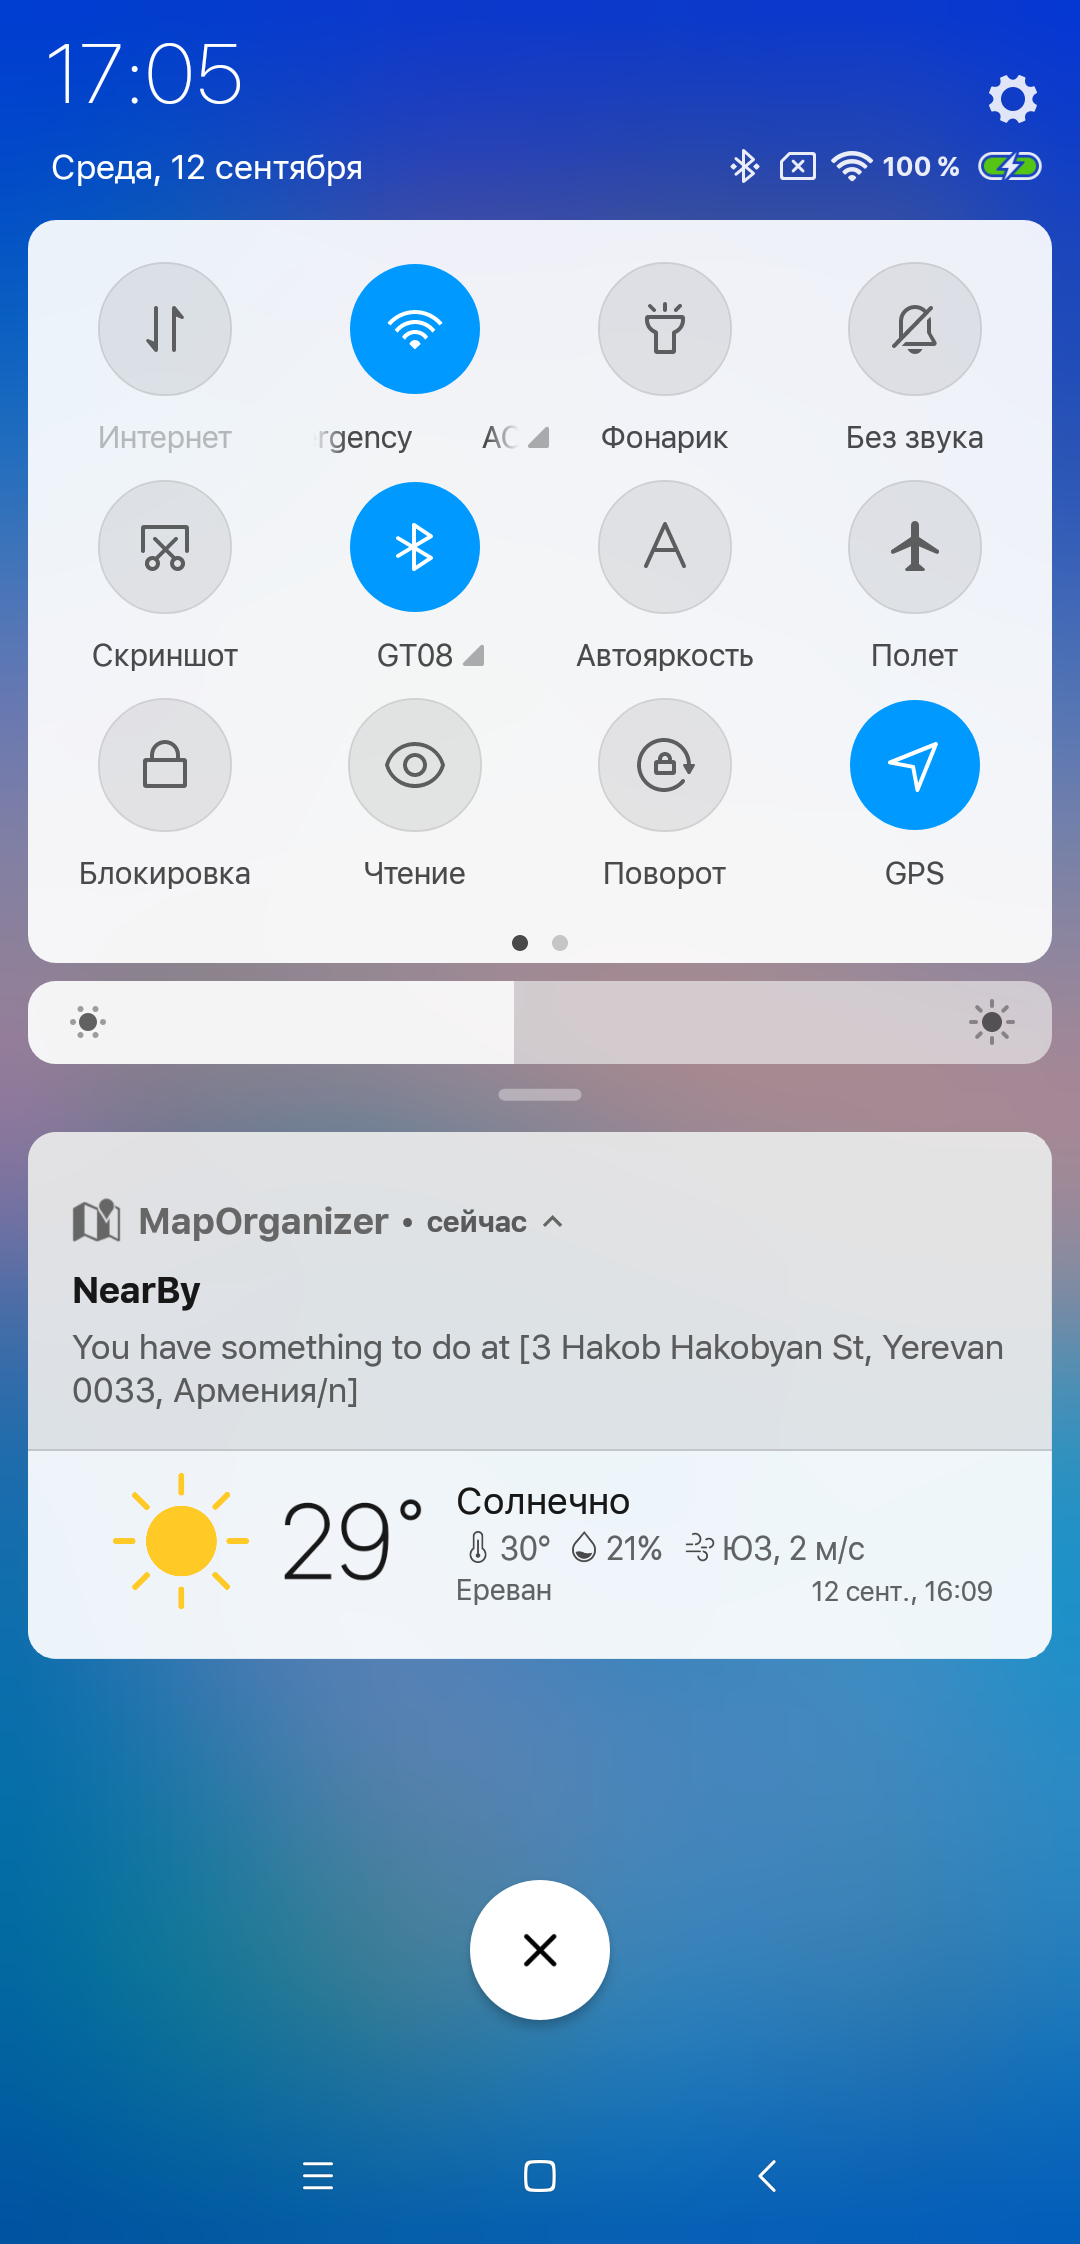 17:05
Среда, 12 сентября
100 %
Интернет
rgency AC
Фонарик
Без звука
Скриншот
GT08
Автояркость
Полет
Блокировка
Чтение
Поворот
GPS
MapOrganizer • сейчас
NearBy
You have something to do at [3 Hakob Hakobyan St, Yerevan
0033, Армения/n]
29°
Солнечно
30° 21% ЮЗ, 2 м/с
Ереван
12 сент., 16:09